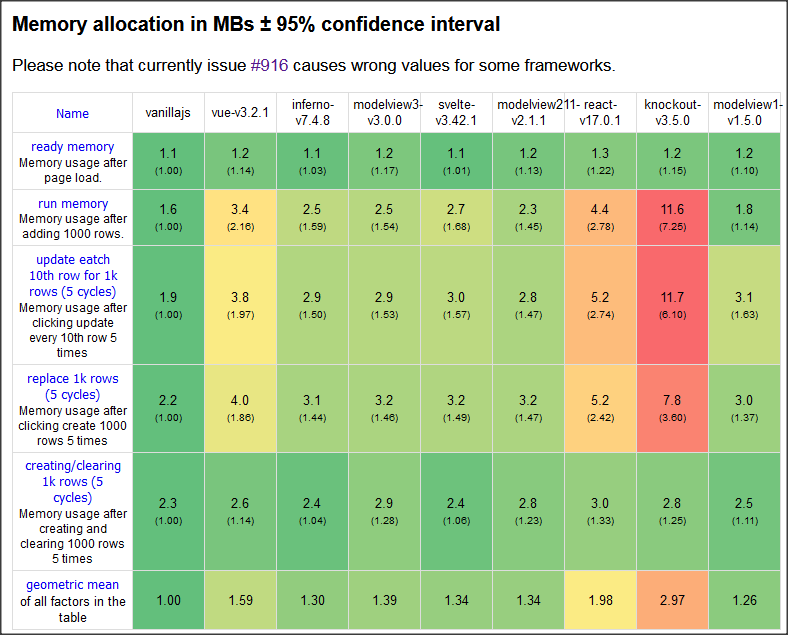 Memory allocation in MBs ± 95% confidence interval
Please note that currently issue #916 causes wrong values for some frameworks.
Name vanillajs vue-v3.2.1 inferno-v7.4.8 modelview3-v3.0.0 svelte-v3.42.1 modelview211-v2.1.1 react-v17.0.1 knockout-v3.5.0 modelview1-v1.5.0
ready memory
Memory usage after
page load.
1.1 1.2 1.1 1.2 1.1 1.2 1.3 1.2 1.2
(1.00) (1.14) (1.03) (1.17) (1.01) (1.13) (1.22) (1.15) (1.10)
run memory
Memory usage after
adding 1000 rows.
1.6 3.4 2.5 2.5 2.7 2.3 4.4 11.6 1.8
(1.00) (2.16) (1.59) (1.54) (1.68) (1.45) (2.78) (7.25) (1.14)
update eatch
10th row for 1k
rows (5 cycles)
Memory usage after
clicking update
every 10th row 5
times
1.9 3.8 2.9 2.9 3.0 2.8 5.2 11.7 3.1
(1.00) (1.97) (1.50) (1.53) (1.57) (1.47) (2.74) (6.10) (1.63)
replace 1k rows
(5 cycles)
Memory usage after
clicking create 1000
rows 5 times
2.2 4.0 3.1 3.2 3.2 3.2 5.2 7.8 3.0
(1.00) (1.86) (1.44) (1.46) (1.49) (1.47) (2.42) (3.60) (1.37)
creating/clearing
1k rows (5
cycles)
Memory usage after
creating and
clearing 1000 rows
5 times
2.3 2.6 2.4 2.9 2.4 2.8 3.0 2.8 2.5
(1.00) (1.14) (1.04) (1.28) (1.06) (1.23) (1.33) (1.25) (1.11)
geometric mean
of all factors in the
table
1.00 1.59 1.30 1.39 1.34 1.34 1.98 2.97 1.26